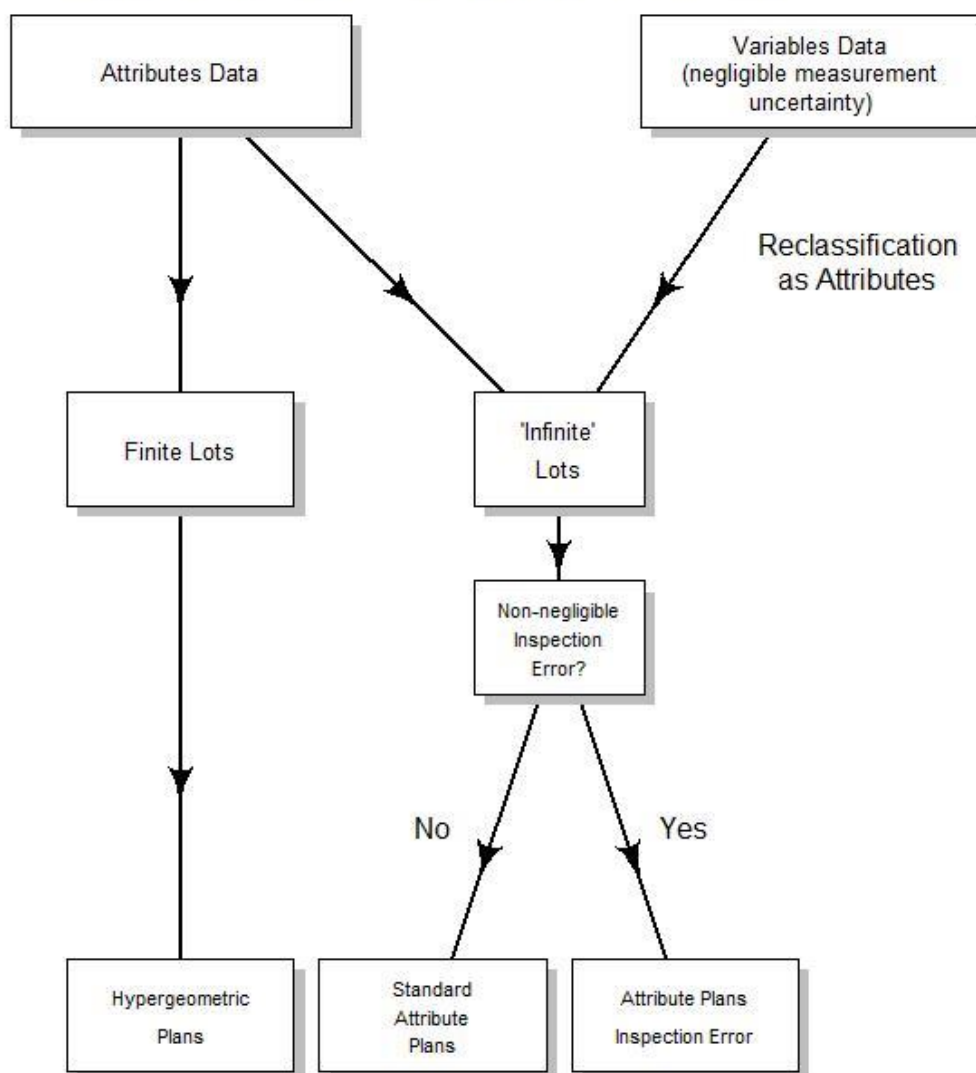 Attributes Data
Variables Data
(negligible measurement
uncertainty)
Reclassification
as Attributes
Finite Lots
'Infinite'
Lots
Non-negligible
Inspection
Error?
No
Yes
Hypergeometric
Plans
Standard
Attribute
Plans
Attribute Plans
Inspection Error